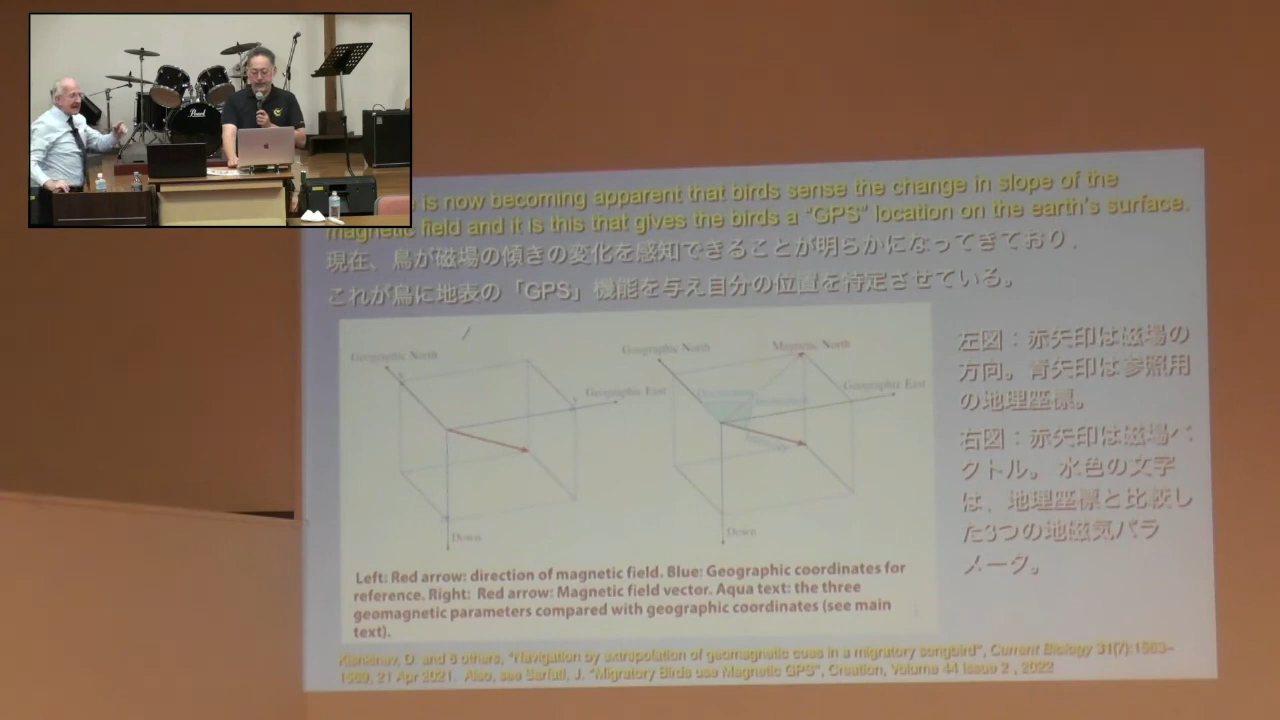 is now becoming apparent that birds sense the change in slope of the
magnetic field and it is this that gives the birds a "GPS" location on the earth's surface.
現在、鳥が磁場の傾きの変化を感知できることが明らかになってきており、
これが鳥に地表の「GPS」機能を与え自分の位置を特定させている。
Geographic North
Geographic East
Down
Geographic North
Magnetic North
Geographic East
Down
左図：赤矢印は磁場の
方向。青矢印は参照用
の地理座標。
右図：赤矢印は磁場ベ
クトル。水色の文字
は、地理座標と比較し
た3つの地磁気パラ
メータ。
Left: Red arrow: direction of magnetic field. Blue: Geographic coordinates for
reference. Right: Red arrow: Magnetic field vector. Aqua text: the three
geomagnetic parameters compared with geographic coordinates (see main
text).
D. and 6 others, "Navigation by extrapolation of geomagnetic cues in a migratory songbird", Current Biology 31(7):1563–
1569, 21 Apr 2021. Also, see Sarfati, J. "Migratory Birds use Magnetic GPS", Creation, Volume 44 Issue 2 , 2022
Pearl